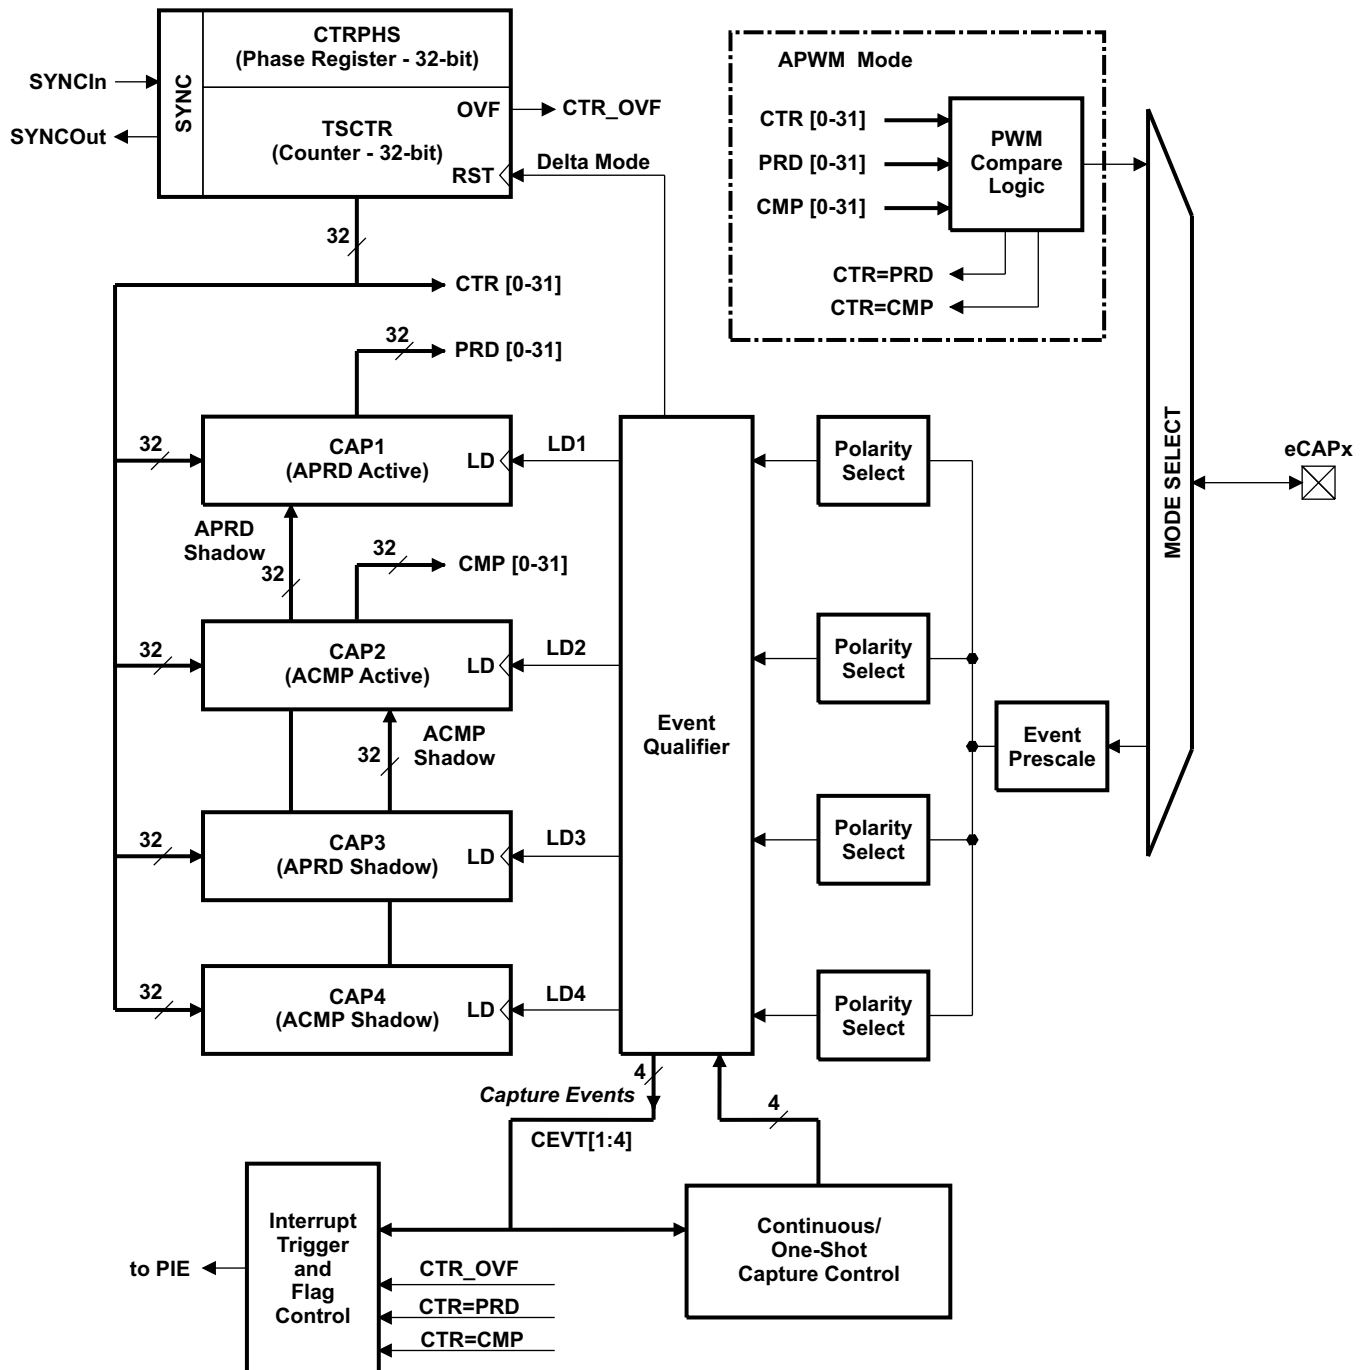 CTRPHS
(Phase Register - 32-bit)
APWM Mode
SYNCIn
SYNC
OVF
CTR_OVF
CTR [0-31]
SYNCOut
TSCTR
(Counter - 32-bit)
PWM
Compare
Logic
Delta Mode
PRD [0-31]
RST
CMP [0-31]
32
CTR=PRD
CTR [0-31]
CTR=CMP
32
PRD [0-31]
MODE SELECT
32
CAP1
(APRD Active)
LD
LD1
Polarity
Select
eCAPx
APRD
Shadow
32
32
CMP [0-31]
32
CAP2
(ACMP Active)
LD
LD2
Polarity
Select
ACMP
Shadow
32
Event
Qualifier
Event
Prescale
32
CAP3
(APRD Shadow)
LD
LD3
Polarity
Select
32
CAP4
(ACMP Shadow)
LD
LD4
Polarity
Select
4
Capture Events
4
CEVT[1:4]
Interrupt
Trigger
and
Flag
Control
Continuous/
One-Shot
Capture Control
to PIE
CTR_OVF
CTR=PRD
CTR=CMP